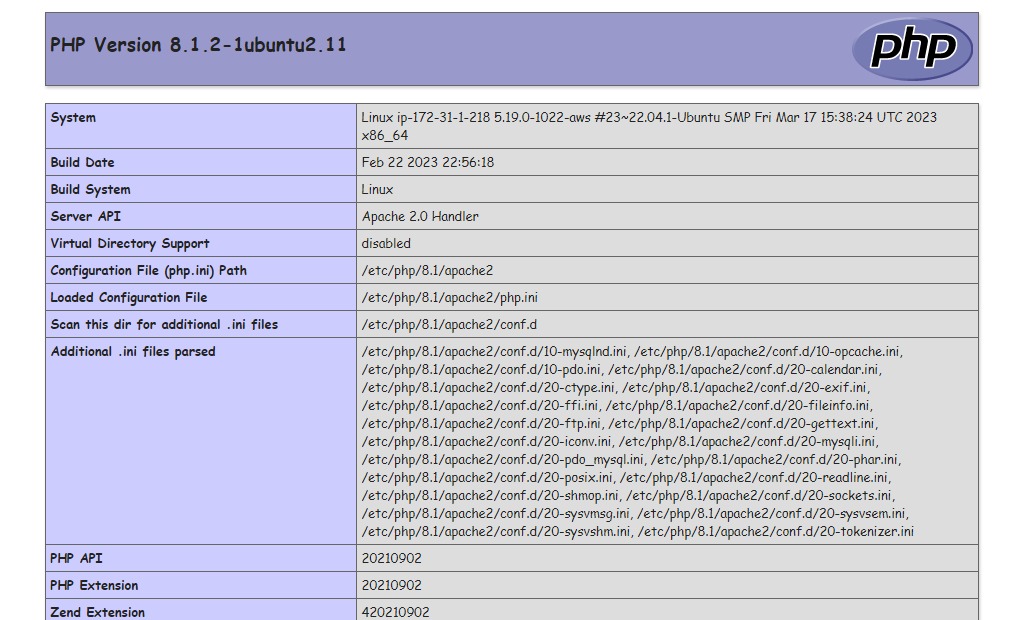 PHP Version 8.1.2-1ubuntu2.11
php
System
Linux ip-172-31-1-218 5.19.0-1022-aws #23~22.04.1-Ubuntu SMP Fri Mar 17 15:38:24 UTC 2023
x86_64
Build Date
Feb 22 2023 22:56:18
Build System
Linux
Server API
Apache 2.0 Handler
Virtual Directory Support
disabled
Configuration File (php.ini) Path
/etc/php/8.1/apache2
Loaded Configuration File
/etc/php/8.1/apache2/php.ini
Scan this dir for additional .ini files
/etc/php/8.1/apache2/conf.d
Additional .ini files parsed
/etc/php/8.1/apache2/conf.d/10-mysqlnd.ini, /etc/php/8.1/apache2/conf.d/10-opcache.ini,
/etc/php/8.1/apache2/conf.d/10-pdo.ini, /etc/php/8.1/apache2/conf.d/20-calendar.ini,
/etc/php/8.1/apache2/conf.d/20-ctype.ini, /etc/php/8.1/apache2/conf.d/20-exif.ini,
/etc/php/8.1/apache2/conf.d/20-ffi.ini, /etc/php/8.1/apache2/conf.d/20-fileinfo.ini,
/etc/php/8.1/apache2/conf.d/20-ftp.ini, /etc/php/8.1/apache2/conf.d/20-gettext.ini,
/etc/php/8.1/apache2/conf.d/20-iconv.ini, /etc/php/8.1/apache2/conf.d/20-mysqli.ini,
/etc/php/8.1/apache2/conf.d/20-pdo_mysql.ini, /etc/php/8.1/apache2/conf.d/20-phar.ini,
/etc/php/8.1/apache2/conf.d/20-posix.ini, /etc/php/8.1/apache2/conf.d/20-readline.ini,
/etc/php/8.1/apache2/conf.d/20-shmop.ini, /etc/php/8.1/apache2/conf.d/20-sockets.ini,
/etc/php/8.1/apache2/conf.d/20-sysvmsg.ini, /etc/php/8.1/apache2/conf.d/20-sysvsem.ini,
/etc/php/8.1/apache2/conf.d/20-sysvshm.ini, /etc/php/8.1/apache2/conf.d/20-tokenizer.ini
PHP API
20210902
PHP Extension
20210902
Zend Extension
420210902